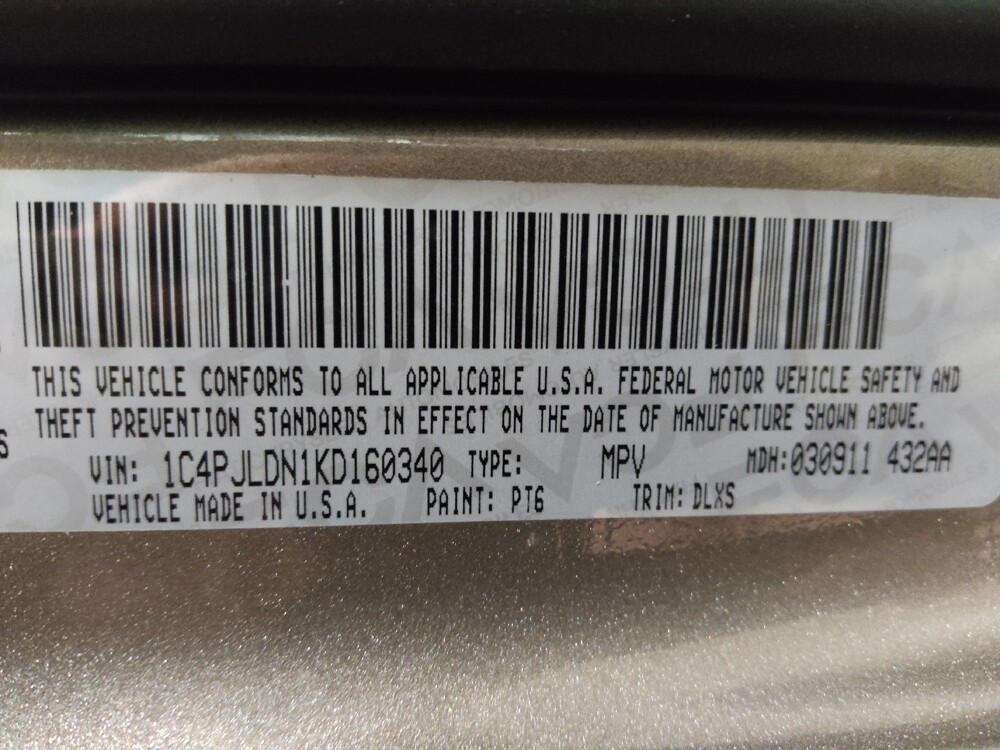 THIS VEHICLE CONFORMS TO ALL APPLICABLE U.S.A. FEDERAL MOTOR VEHICLE SAFETY AND
THEFT PREVENTION STANDARDS IN EFFECT ON THE DATE OF MANUFACTURE SHOWN ABOVE.
VIN: 1C4PJLDN1KD160340 TYPE: MPV MDH:030911 432AA
VEHICLE MADE IN U.S.A. PAINT: PT6 TRIM: DLXS